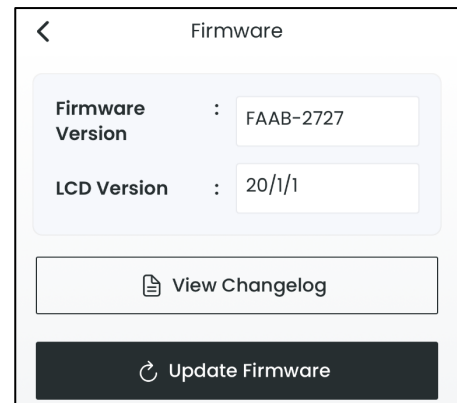 Firmware
Firmware
Version
:
FAAB-2727
LCD Version
:
20/1/1
View Changelog
Update Firmware